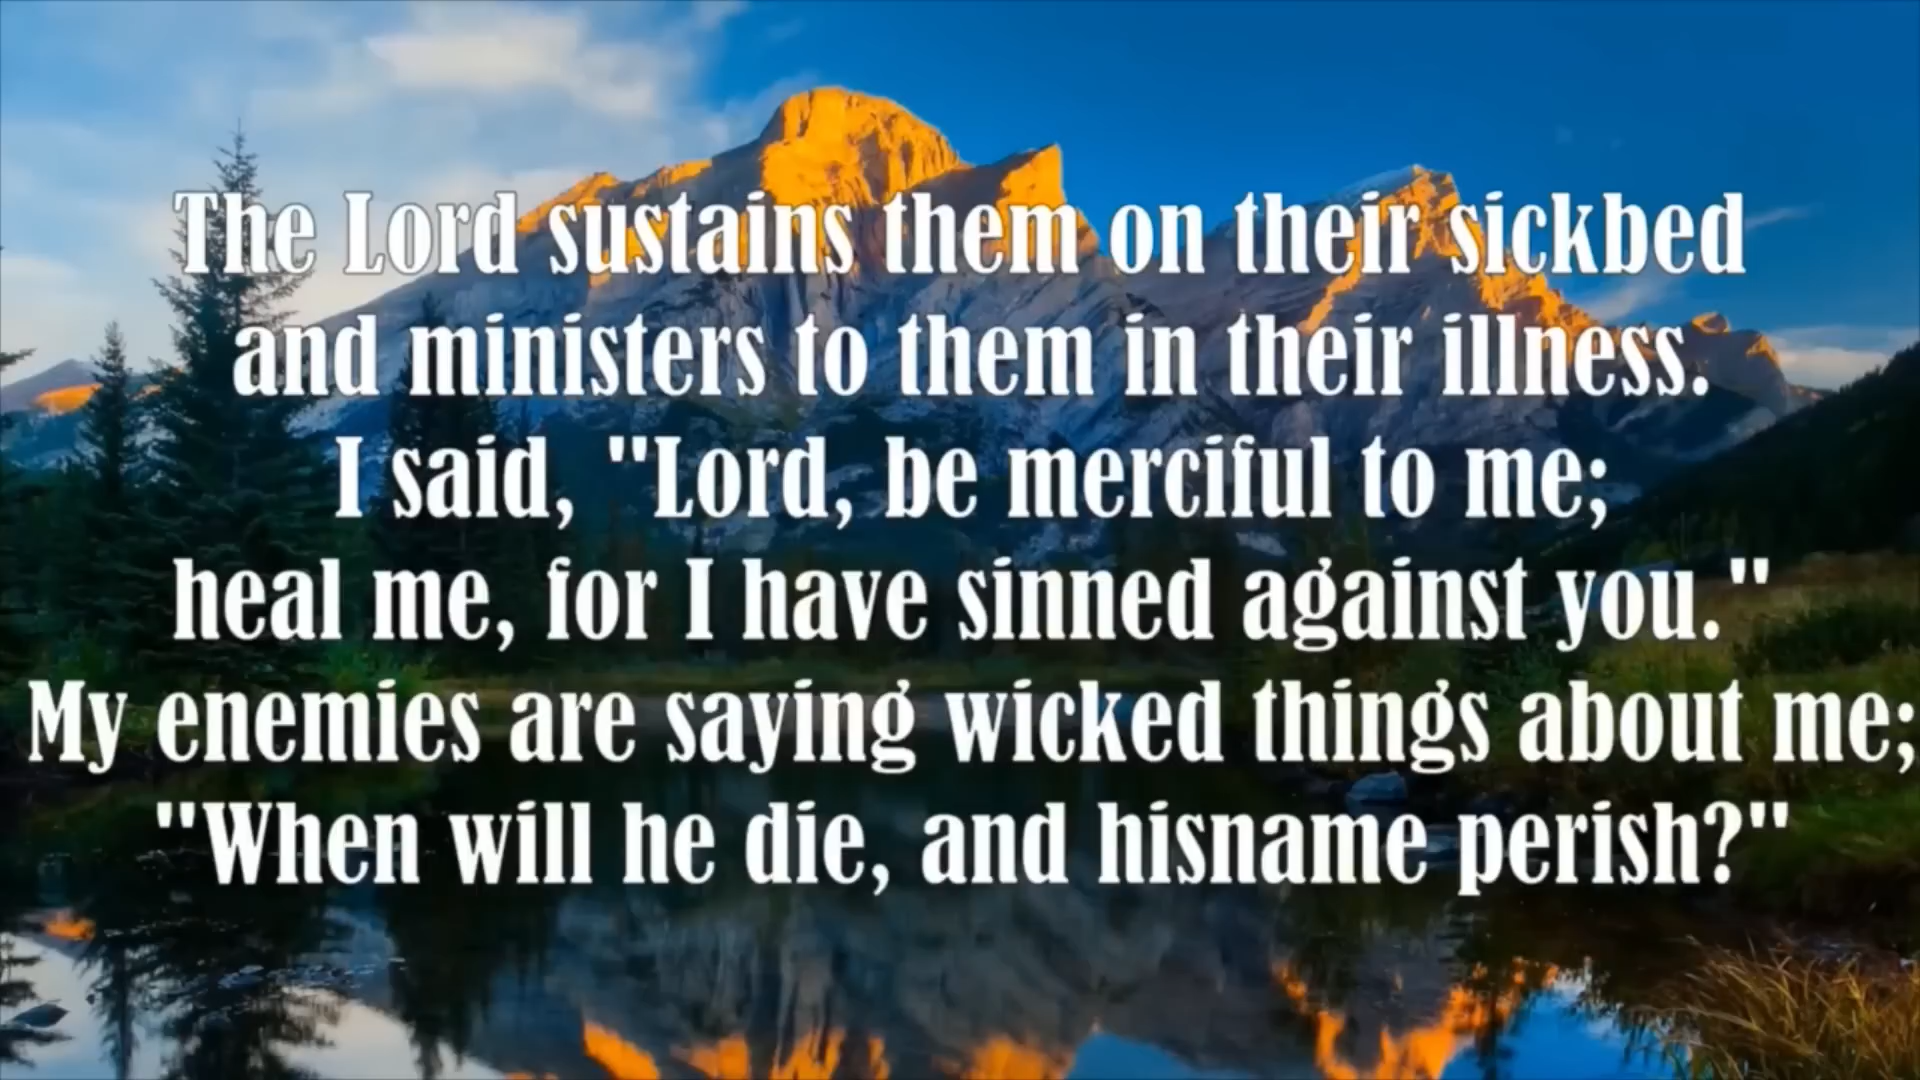 The Lord sustains them on their sickbed
and ministers to them in their illness.
I said, "Lord, be merciful to me;
heal me, for I have sinned against you."
My enemies are saying wicked things about me;
"When will he die, and hisname perish?"